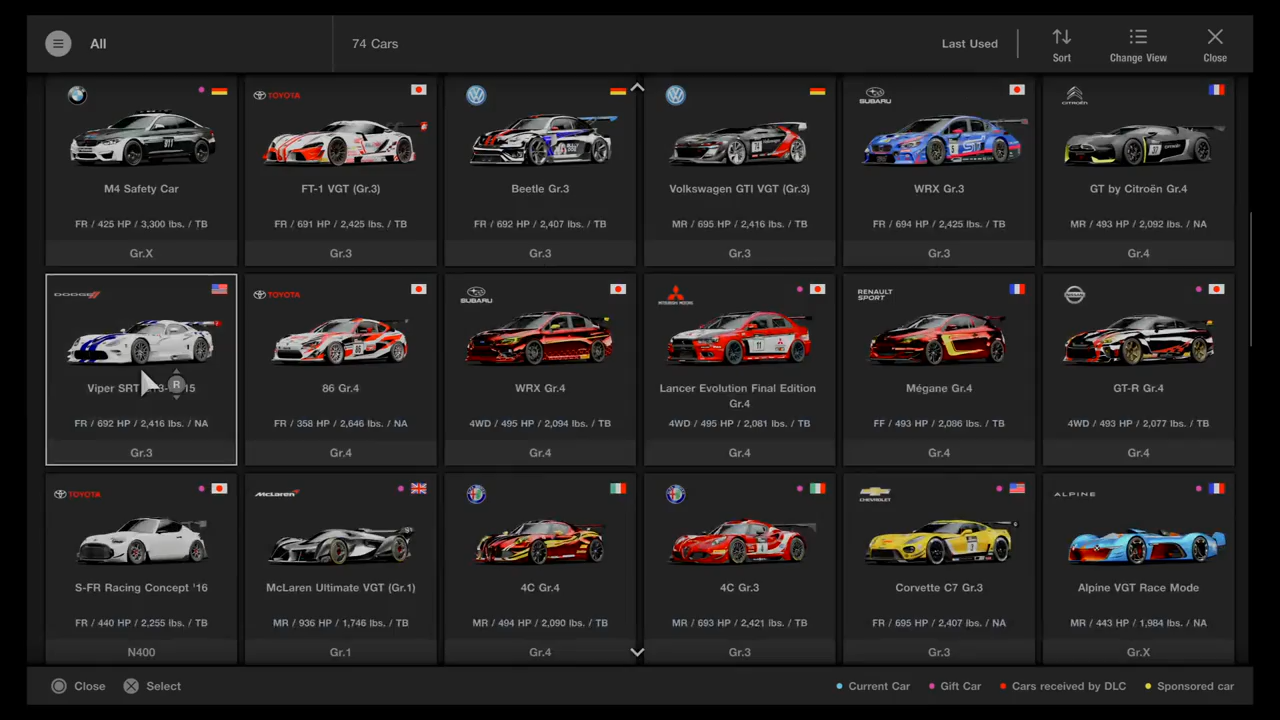 All
74 Cars
Last Used
Sort
Change View
Close
M4 Safety Car
FR / 425 HP / 3,300 lbs. / TB
Gr.X
TOYOTA
FT-1 VGT (Gr.3)
FR / 691 HP / 2,425 lbs. / TB
Gr.3
Beetle Gr.3
FR / 692 HP / 2,407 lbs. / TB
Gr.3
Volkswagen GTI VGT (Gr.3)
MR / 695 HP / 2,416 lbs. / TB
Gr.3
SUBARU
WRX Gr.3
FR / 694 HP / 2,425 lbs. / TB
Gr.3
CITROËN
GT by Citroën Gr.4
MR / 493 HP / 2,092 lbs. / NA
Gr.4
DODGE
Viper SRT 15
FR / 692 HP / 2,416 lbs. / NA
Gr.3
R
TOYOTA
86 Gr.4
FR / 358 HP / 2,646 lbs. / NA
Gr.4
SUBARU
WRX Gr.4
4WD / 495 HP / 2,094 lbs. / TB
Gr.4
MITSUBISHI MOTORS
Lancer Evolution Final Edition
Gr.4
4WD / 495 HP / 2,081 lbs. / TB
Gr.4
RENAULT
SPORT
Mégane Gr.4
FF / 493 HP / 2,086 lbs. / TB
Gr.4
NISSAN
GT-R Gr.4
4WD / 493 HP / 2,077 lbs. / TB
Gr.4
TOYOTA
S-FR Racing Concept '16
FR / 440 HP / 2,255 lbs. / TB
N400
McLaren
McLaren Ultimate VGT (Gr.1)
MR / 936 HP / 1,746 lbs. / TB
Gr.1
4C Gr.4
MR / 494 HP / 2,090 lbs. / TB
Gr.4
4C Gr.3
MR / 693 HP / 2,421 lbs. / TB
Gr.3
CHEVROLET
Corvette C7 Gr.3
FR / 695 HP / 2,407 lbs. / NA
Gr.3
ALPINE
Alpine VGT Race Mode
MR / 443 HP / 1,984 lbs. / NA
Gr.X
Close
Select
Current Car
Gift Car
Cars received by DLC
Sponsored car